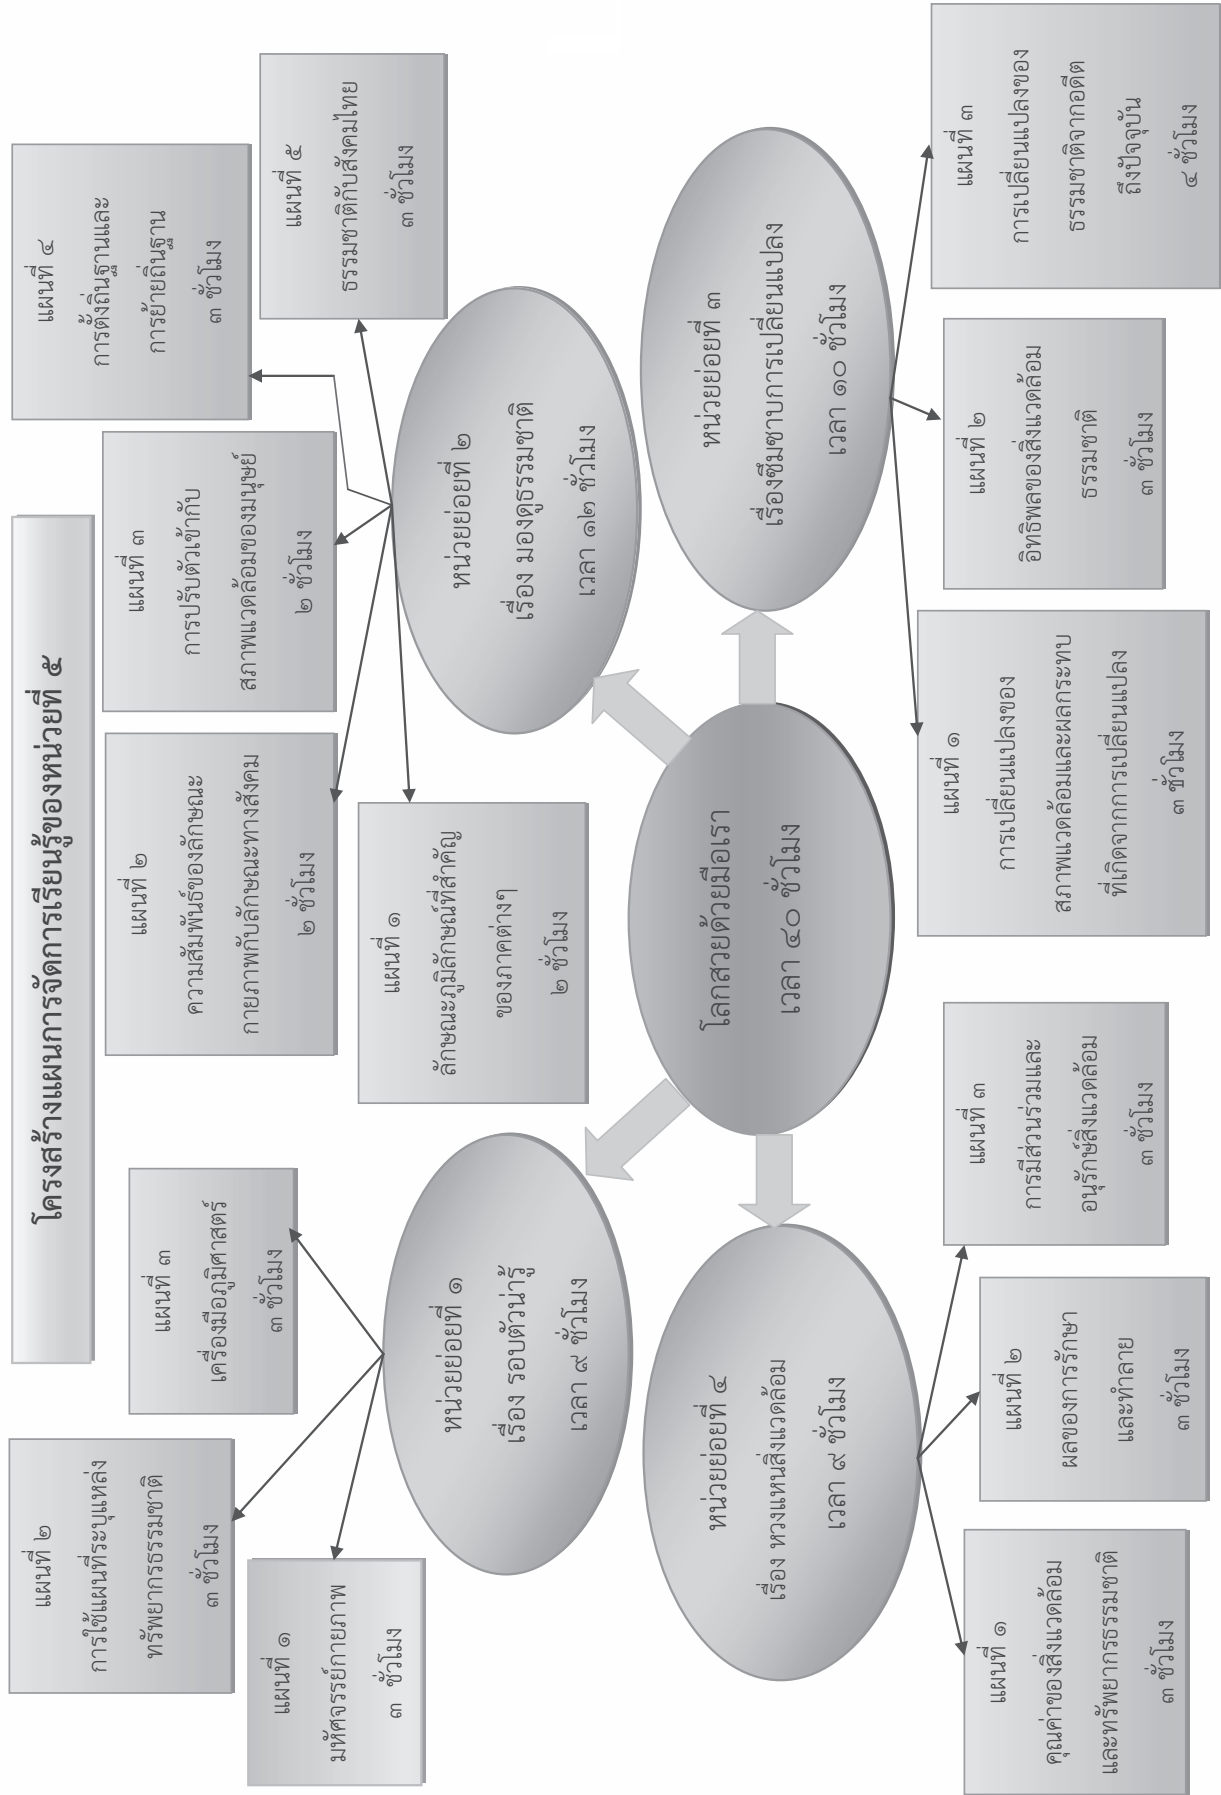 โครงสร้างแผนการจัดการเรียนรู้ของหน่วยที่ ๕
โลกสวยด้วยมือเรา
เวลา ๔๐ ชั่วโมง
หน่วยย่อยที่ ๑
เรื่อง รอบตัวน่ารู้
เวลา ๙ ชั่วโมง
แผนที่ ๑
มหัศจรรย์กายภาพ
๓ ชั่วโมง
แผนที่ ๒
การใช้แผนที่ระบุแหล่ง
ทรัพยากรธรรมชาติ
๓ ชั่วโมง
แผนที่ ๓
เครื่องมือภูมิศาสตร์
๓ ชั่วโมง
หน่วยย่อยที่ ๒
เรื่อง มองดูธรรมชาติ
เวลา ๑๒ ชั่วโมง
แผนที่ ๑
ลักษณะภูมิลักษณ์ที่สำคัญ
ของภาคต่างๆ
๒ ชั่วโมง
แผนที่ ๒
ความสัมพันธ์ของลักษณะ
กายภาพกับลักษณะทางสังคม
๒ ชั่วโมง
แผนที่ ๓
การปรับตัวเข้ากับ
สภาพแวดล้อมของมนุษย์
๒ ชั่วโมง
แผนที่ ๔
การตั้งถิ่นฐานและ
การย้ายถิ่นฐาน
๓ ชั่วโมง
แผนที่ ๕
ธรรมชาติกับสังคมไทย
๓ ชั่วโมง
หน่วยย่อยที่ ๓
เรื่องซึมซาบการเปลี่ยนแปลง
เวลา ๑๐ ชั่วโมง
แผนที่ ๑
การเปลี่ยนแปลงของ
สภาพแวดล้อมและผลกระทบ
ที่เกิดจากการเปลี่ยนแปลง
๓ ชั่วโมง
แผนที่ ๒
อิทธิพลของสิ่งแวดล้อม
ธรรมชาติ
๓ ชั่วโมง
แผนที่ ๓
การเปลี่ยนแปลงของ
ธรรมชาติจากอดีต
ถึงปัจจุบัน
๔ ชั่วโมง
หน่วยย่อยที่ ๔
เรื่อง หวงแหนสิ่งแวดล้อม
เวลา ๙ ชั่วโมง
แผนที่ ๑
คุณค่าของสิ่งแวดล้อม
และทรัพยากรธรรมชาติ
๓ ชั่วโมง
แผนที่ ๒
ผลของการรักษา
และทำลาย
๓ ชั่วโมง
แผนที่ ๓
การมีส่วนร่วมและ
อนุรักษ์สิ่งแวดล้อม
๓ ชั่วโมง